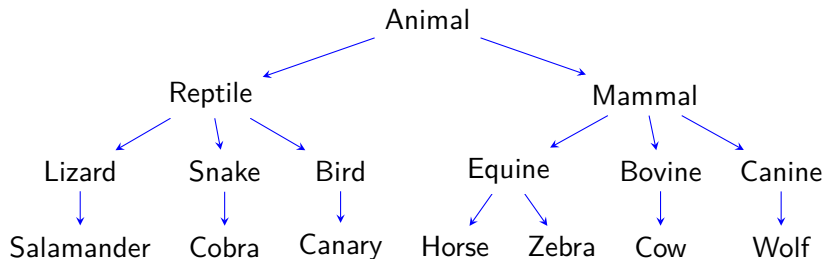 Animal
Reptile Mammal
Lizard Snake Bird Equine Bovine Canine
Salamander Cobra Canary Horse Zebra Cow Wolf